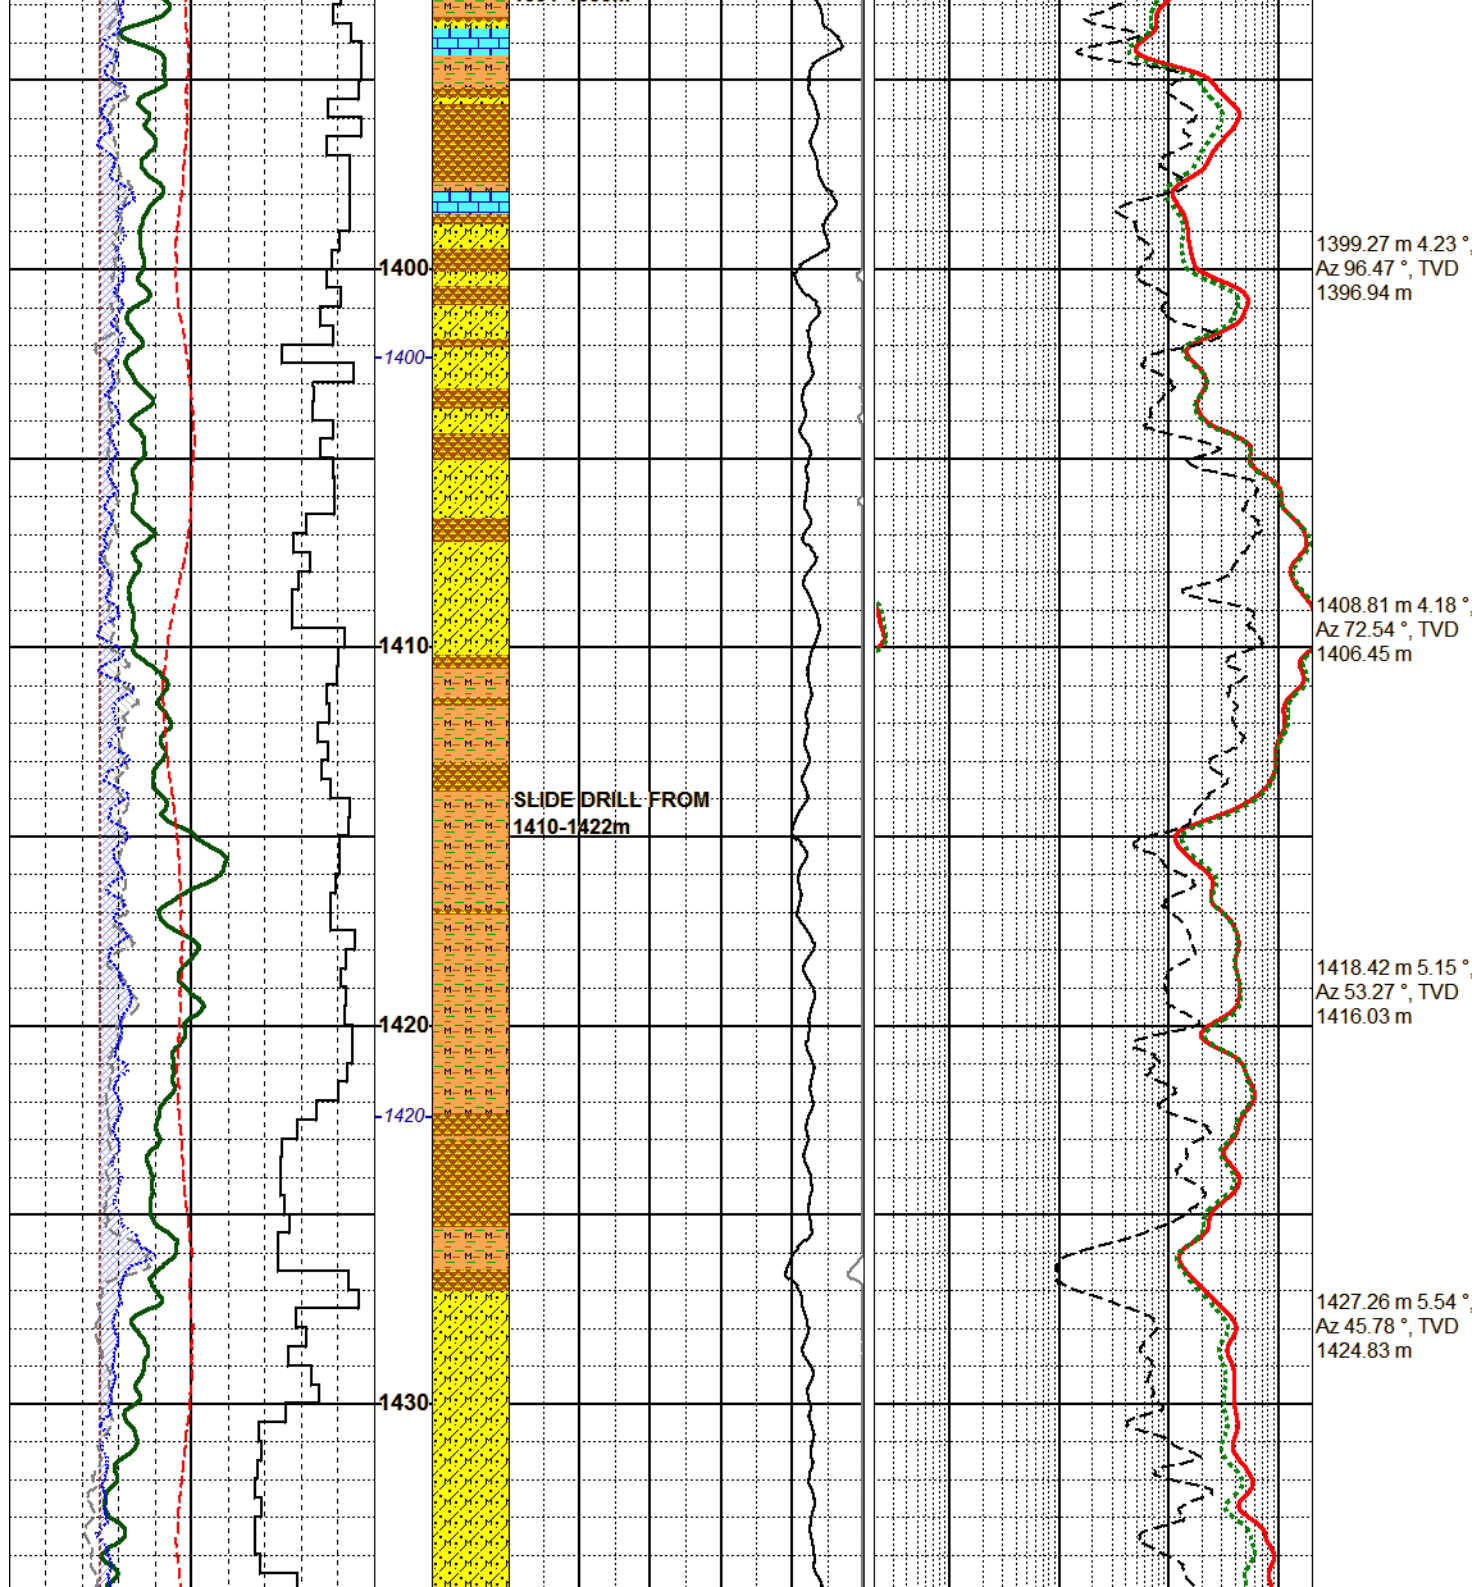 1399.27 m 4.23 °,
Az 96.47 °, TVD
1396.94 m
1400
1400
1408.81 m 4.18 °,
Az 72.54 °, TVD
1406.45 m
1410
SLIDE DRILL FROM
1410-1422m
1418.42 m 5.15 °,
Az 53.27 °, TVD
1416.03 m
1420
1420
1427.26 m 5.54 °,
Az 45.78 °, TVD
1424.83 m
1430